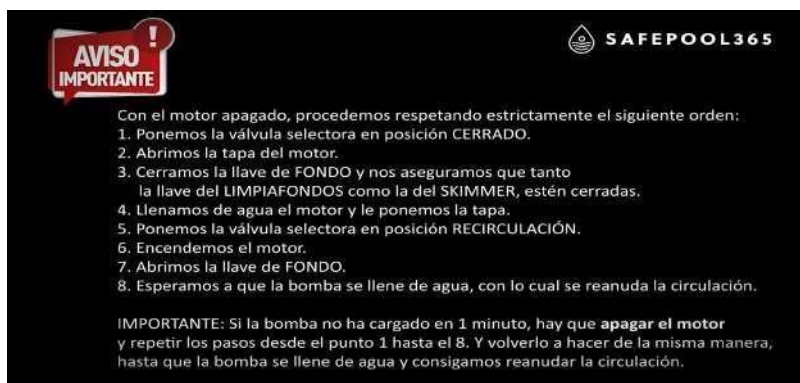 AVISO
IMPORTANTE
!
SAFEPOOL365
Con el motor apagado, procedemos respetando estrictamente el siguiente orden:
1. Ponemos la válvula selectora en posición CERRADO.
2. Abrimos la tapa del motor.
3. Cerramos la llave de FONDO y nos aseguramos que tanto
la llave del LIMPIAFONDOS como la del SKIMMER, estén cerradas.
4. Llenamos de agua el motor y le ponemos la tapa.
5. Ponemos la válvula selectora en posición RECIRCULACIÓN.
6. Encendemos el motor.
7. Abrimos la llave de FONDO.
8. Esperamos a que la bomba se llene de agua, con lo cual se reanuda la circulación.
IMPORTANTE: Si la bomba no ha cargado en 1 minuto, hay que apagar el motor
y repetir los pasos desde el punto 1 hasta el 8. Y volverlo a hacer de la misma manera,
hasta que la bomba se llene de agua y consigamos reanudar la circulación.